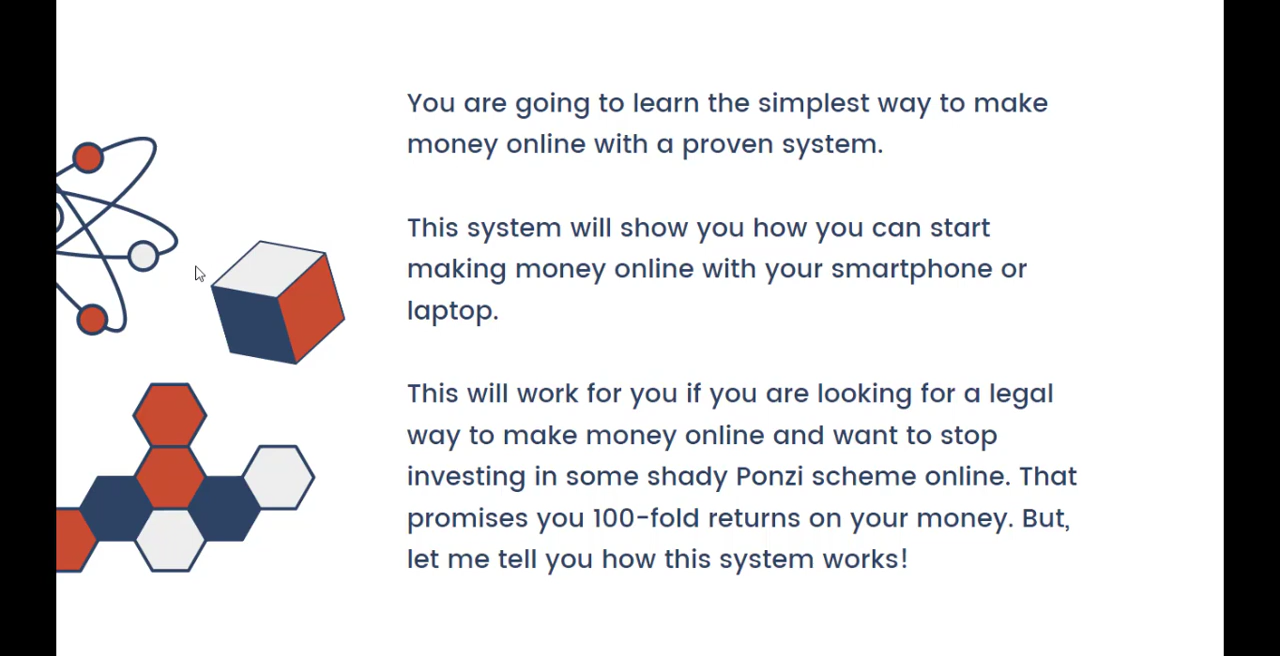 You are going to learn the simplest way to make
money online with a proven system.
This system will show you how you can start
making money online with your smartphone or
laptop.
This will work for you if you are looking for a legal
way to make money online and want to stop
investing in some shady Ponzi scheme online. That
promises you 100-fold returns on your money. But,
let me tell you how this system works!